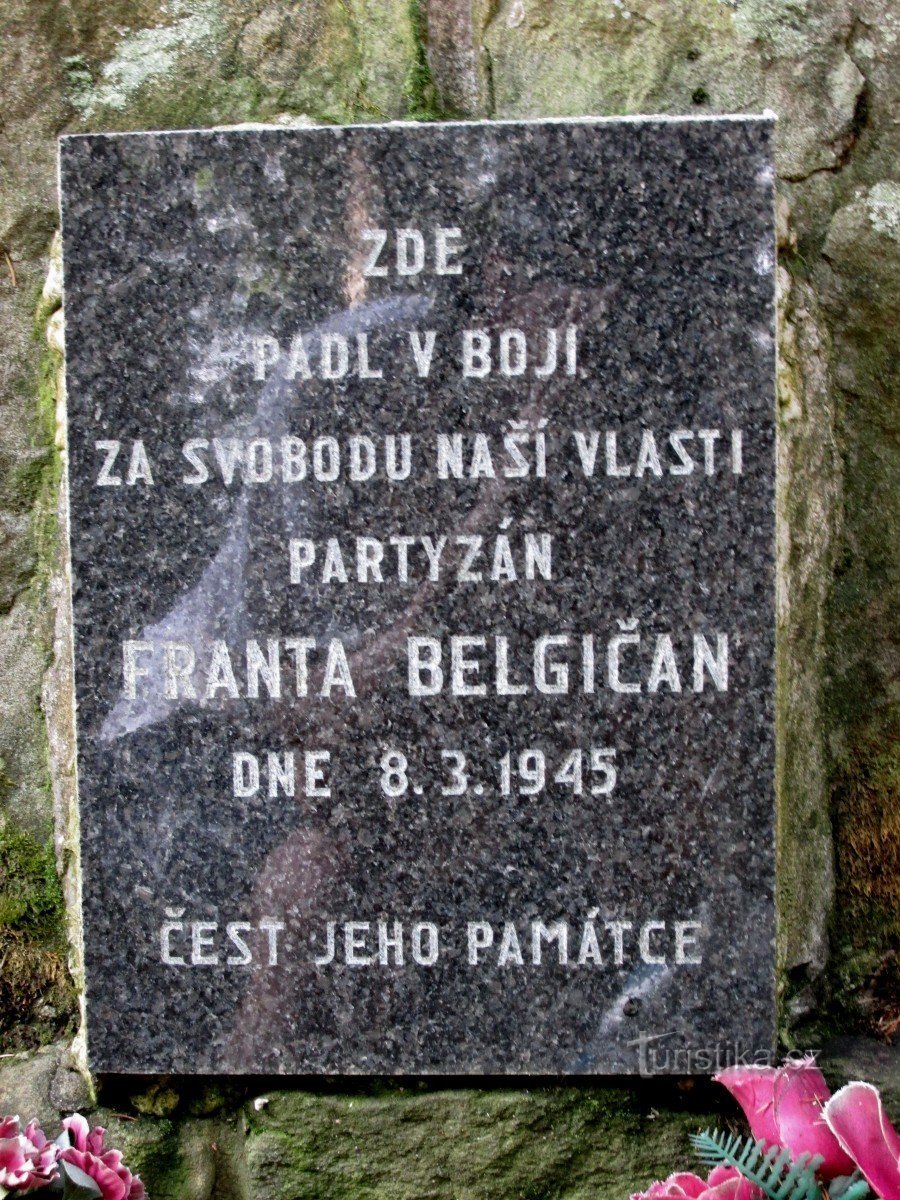 ZDE
PADL V BOJI
ZA SVOBODU NAŠÍ VLASTI
PARTYZÁN
FRANTA BELGIČAN
DNE 8.3.1945
ČEST JEHO PAMÁTCE
Turistika.cz